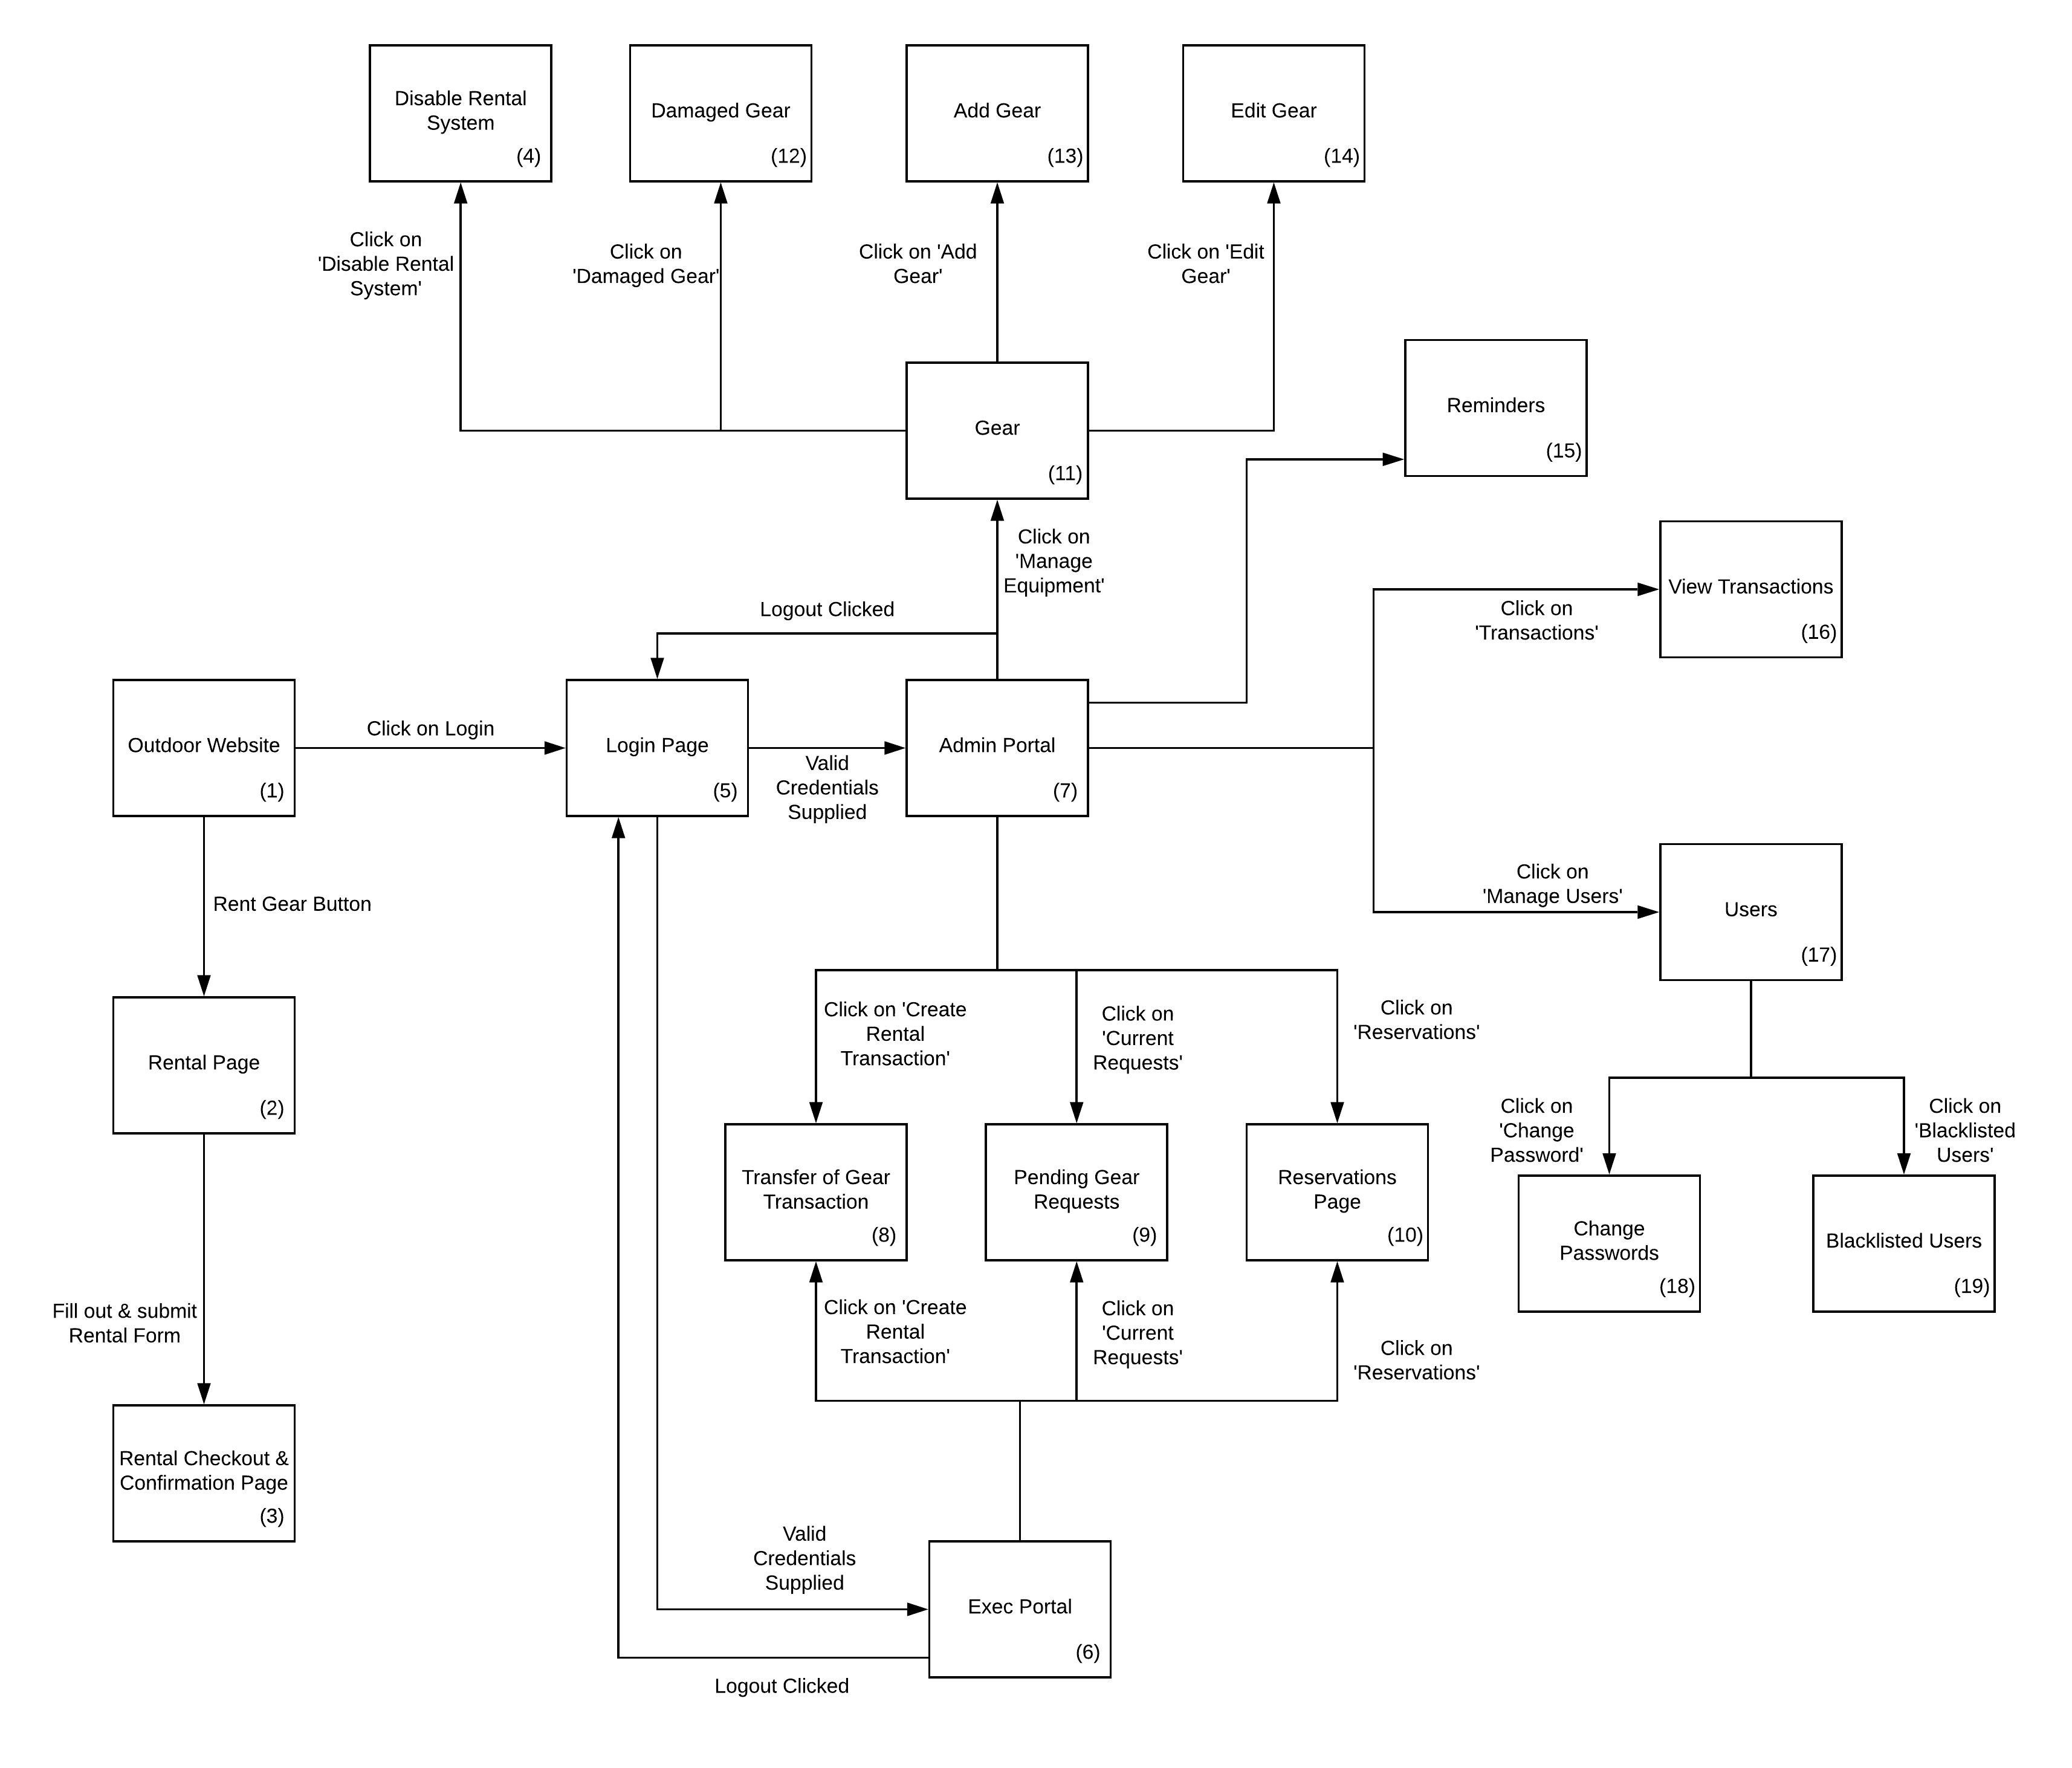 Disable Rental
System
(4)
Damaged Gear
(12)
Add Gear
(13)
Edit Gear
(14)
Click on
'Disable Rental
System'
Click on
'Damaged Gear'
Click on 'Add
Gear'
Click on 'Edit
Gear'
Gear
(11)
Reminders
(15)
Click on
'Manage
Equipment'
Logout Clicked
View Transactions
(16)
Click on
'Transactions'
Outdoor Website
(1)
Click on Login
Login Page
(5)
Valid
Credentials
Supplied
Admin Portal
(7)
Click on
'Manage Users'
Users
(17)
Rent Gear Button
Rental Page
(2)
Click on 'Create
Rental
Transaction'
Click on
'Current
Requests'
Click on
'Reservations'
Click on
'Change
Password'
Click on
'Blacklisted
Users'
Transfer of Gear
Transaction
(8)
Pending Gear
Requests
(9)
Reservations
Page
(10)
Change
Passwords
(18)
Blacklisted Users
(19)
Fill out & submit
Rental Form
Click on 'Create
Rental
Transaction'
Click on
'Current
Requests'
Click on
'Reservations'
Rental Checkout &
Confirmation Page
(3)
Valid
Credentials
Supplied
Exec Portal
(6)
Logout Clicked